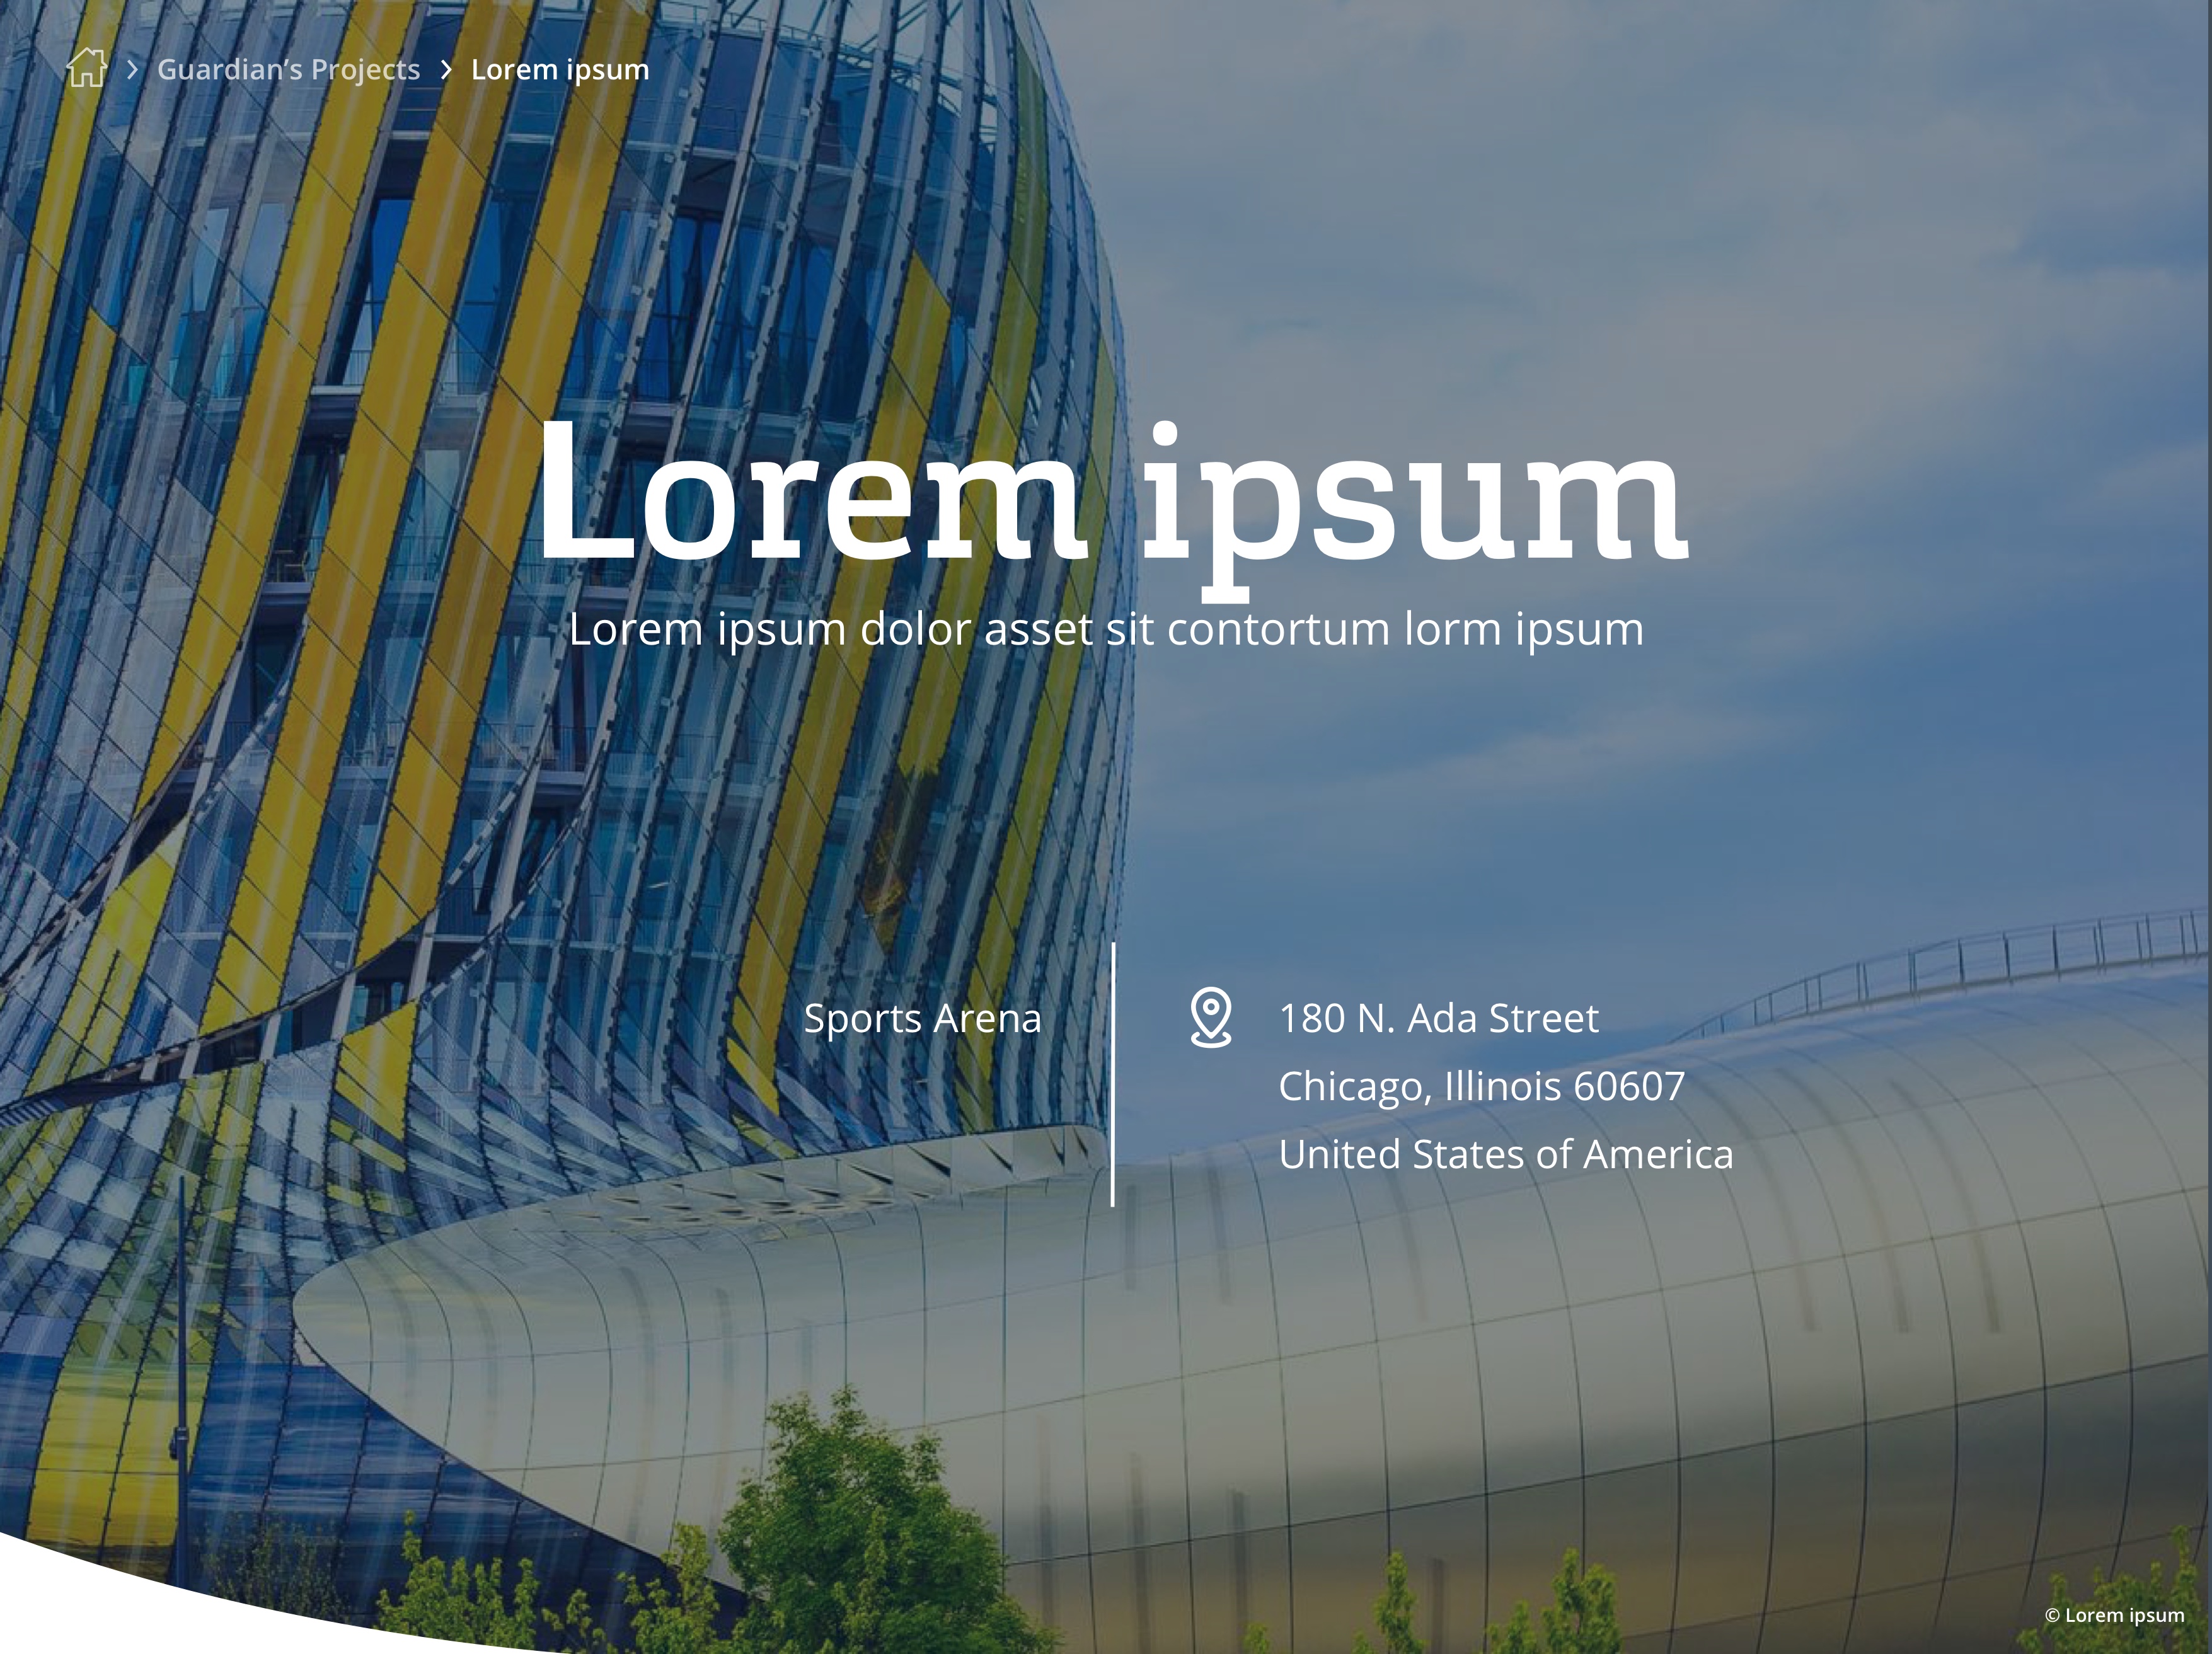 Guardian’s Projects Lorem ipsum
Lorem ipsum
Lorem ipsum dolor asset sit contortum lorm ipsum
Sports Arena
180 N. Ada Street
Chicago, Illinois 60607
United States of America
© Lorem ipsum